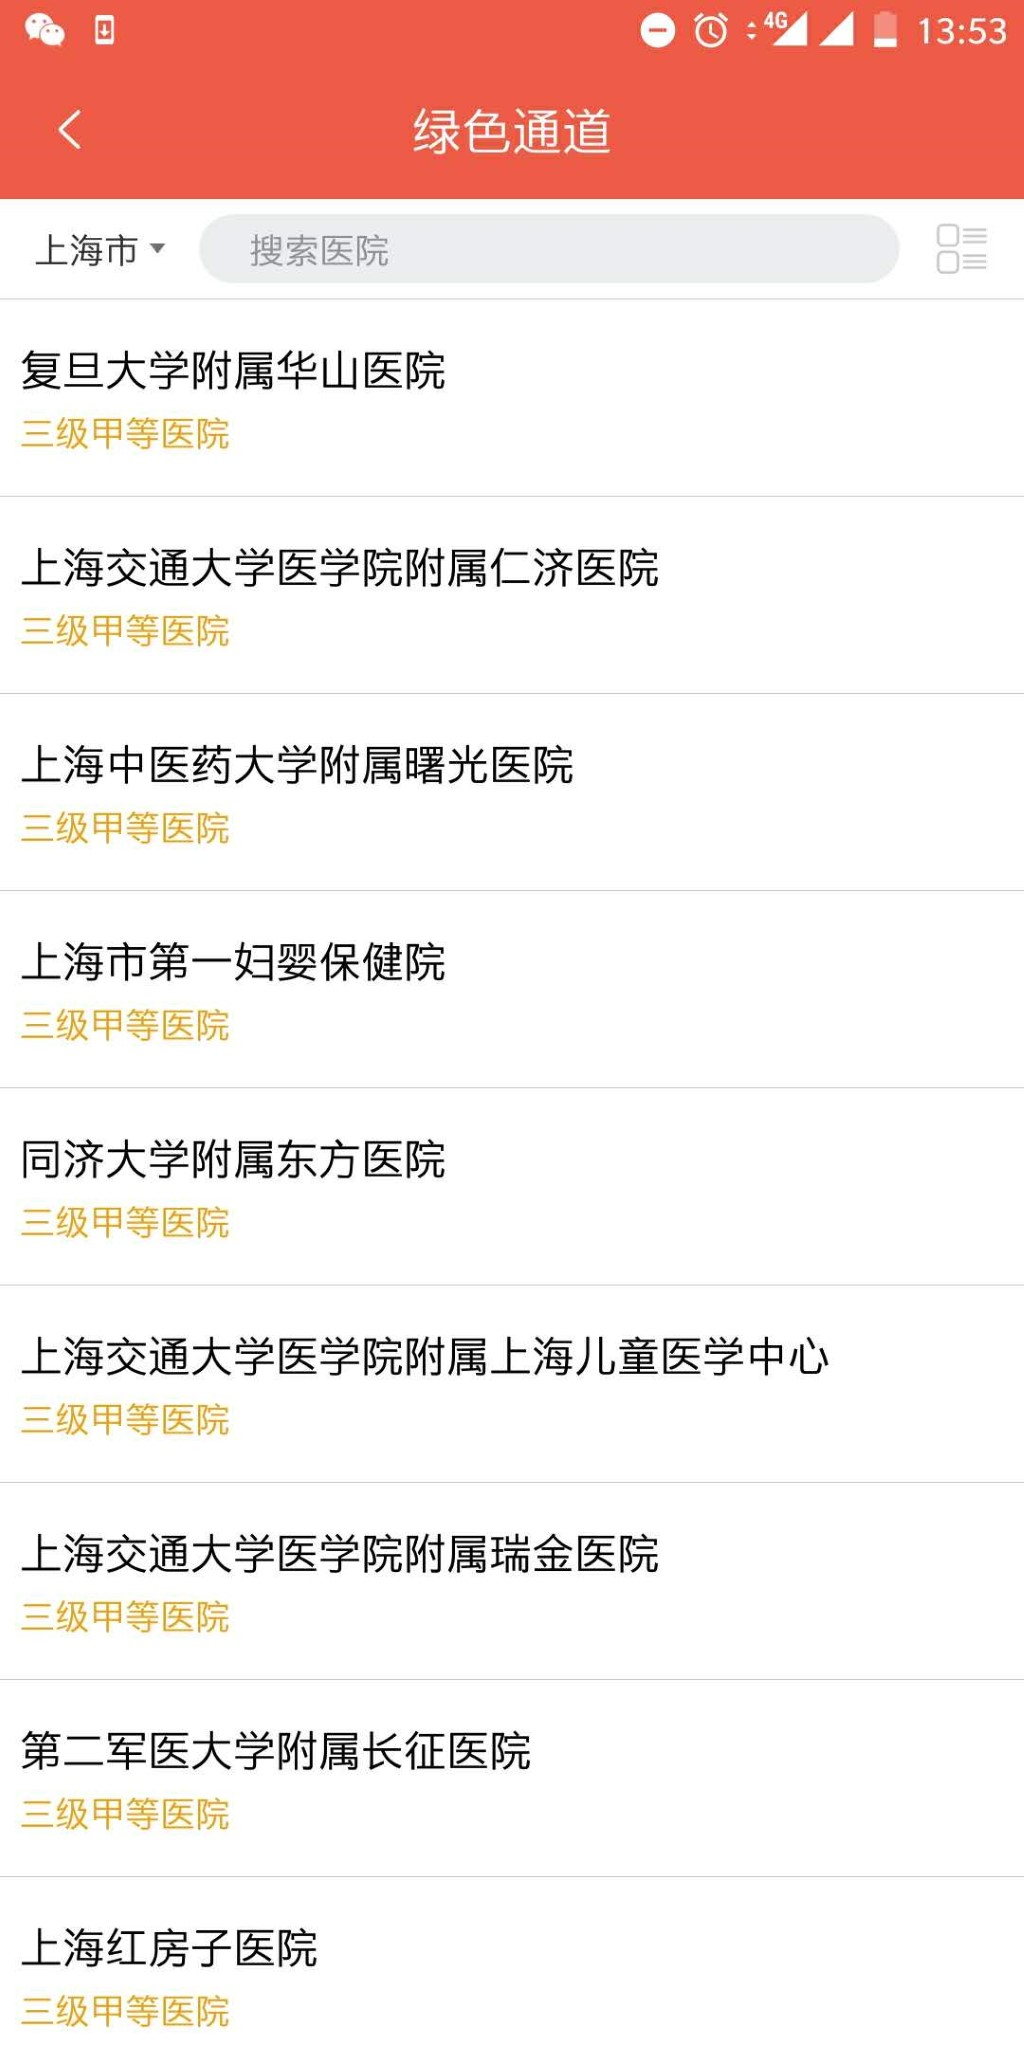 4G 13:53
绿色通道
上海市 搜索医院
复旦大学附属华山医院
三级甲等医院
上海交通大学医学院附属仁济医院
三级甲等医院
上海中医药大学附属曙光医院
三级甲等医院
上海市第一妇婴保健院
三级甲等医院
同济大学附属东方医院
三级甲等医院
上海交通大学医学院附属上海儿童医学中心
三级甲等医院
上海交通大学医学院附属瑞金医院
三级甲等医院
第二军医大学附属长征医院
三级甲等医院
上海红房子医院
三级甲等医院